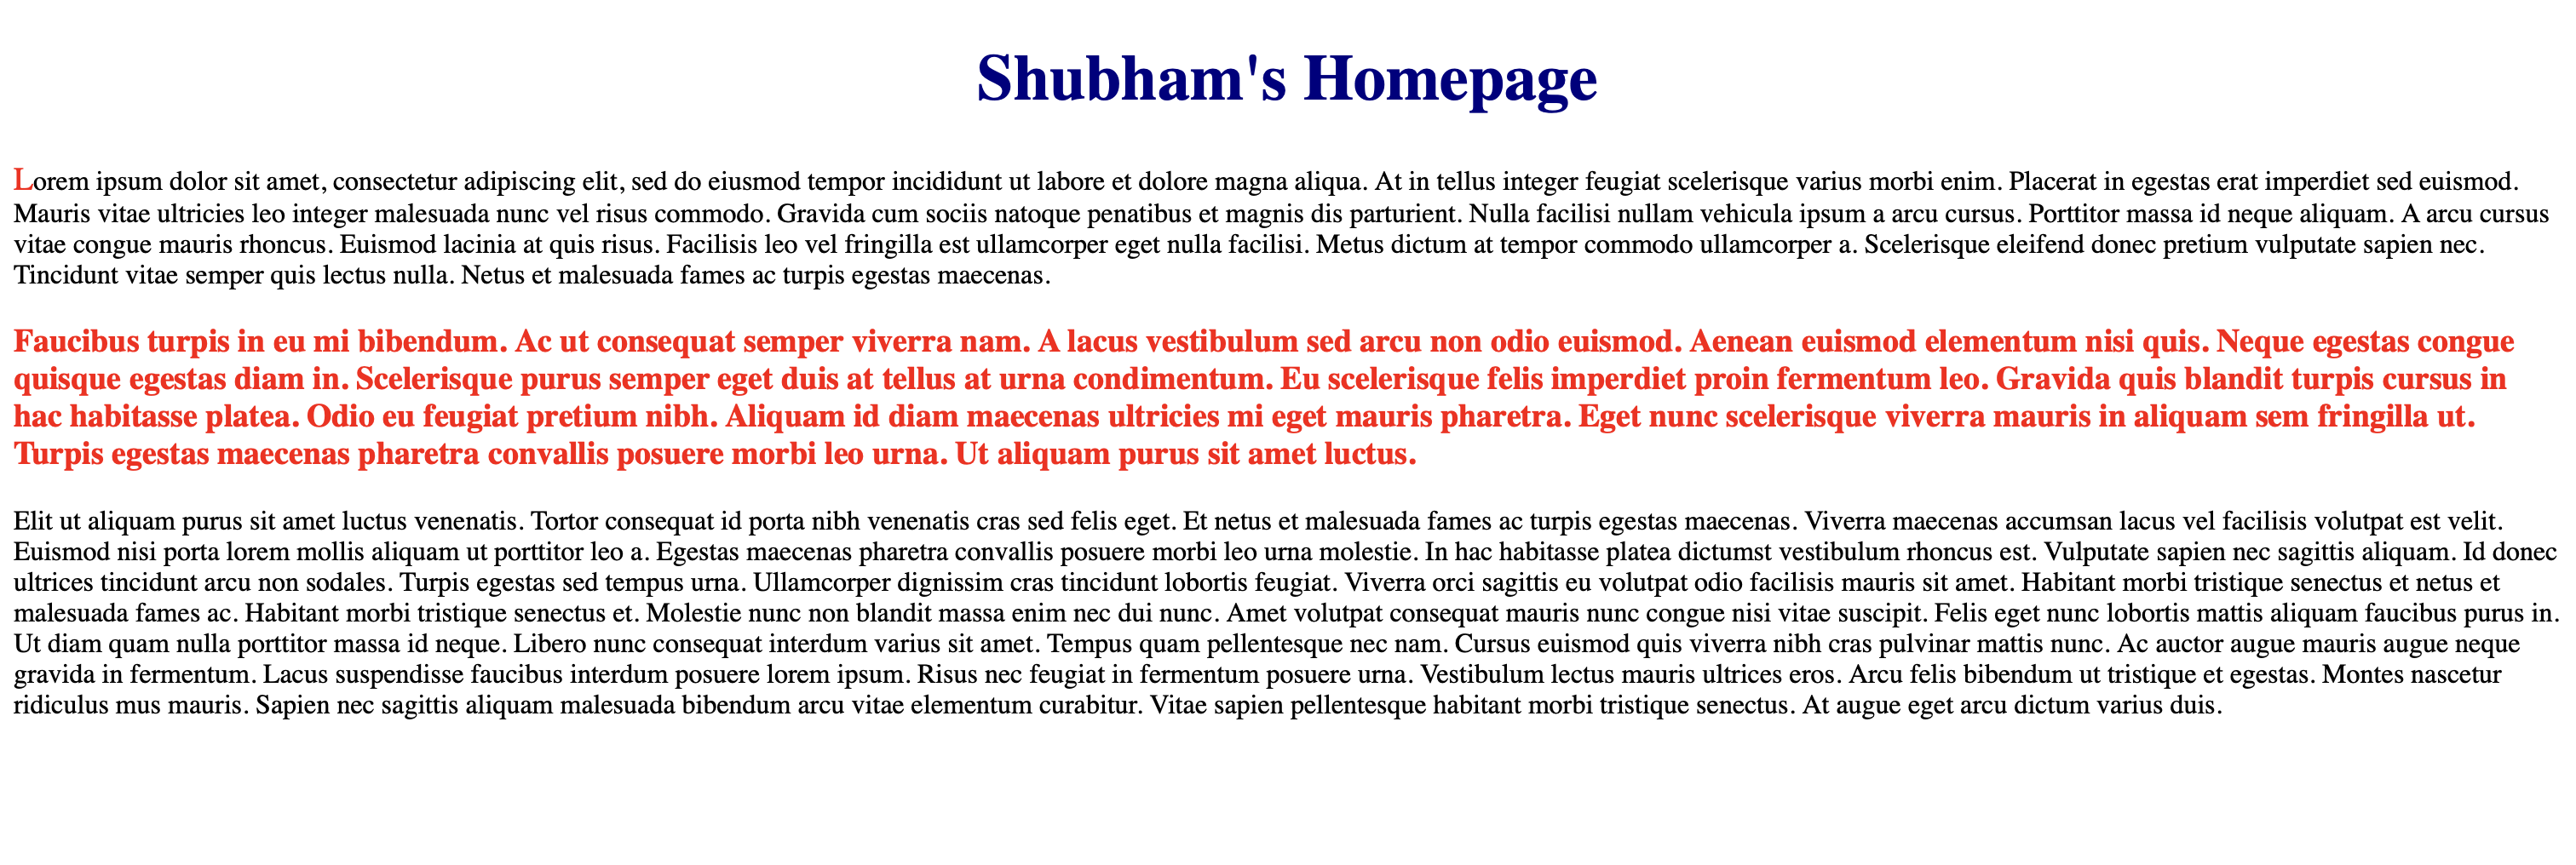 Shubham's Homepage
Lorem ipsum dolor sit amet, consectetur adipiscing elit, sed do eiusmod tempor incididunt ut labore et dolore magna aliqua. At in tellus integer feugiat scelerisque varius morbi enim. Placerat in egestas erat imperdiet sed euismod.
Mauris vitae ultricies leo integer malesuada nunc vel risus commodo. Gravida cum sociis natoque penatibus et magnis dis parturient. Nulla facilisi nullam vehicula ipsum a arcu cursus. Porttitor massa id neque aliquam. A arcu cursus
vitae congue mauris rhoncus. Euismod lacinia at quis risus. Facilisis leo vel fringilla est ullamcorper eget nulla facilisi. Metus dictum at tempor commodo ullamcorper a. Scelerisque eleifend donec pretium vulputate sapien nec.
Tincidunt vitae semper quis lectus nulla. Netus et malesuada fames ac turpis egestas maecenas.
Faucibus turpis in eu mi bibendum. Ac ut consequat semper viverra nam. A lacus vestibulum sed arcu non odio euismod. Aenean euismod elementum nisi quis. Neque egestas congue
quisque egestas diam in. Scelerisque purus semper eget duis at tellus at urna condimentum. Eu scelerisque felis imperdiet proin fermentum leo. Gravida quis blandit turpis cursus in
hac habitasse platea. Odio eu feugiat pretium nibh. Aliquam id diam maecenas ultricies mi eget mauris pharetra. Eget nunc scelerisque viverra mauris in aliquam sem fringilla ut.
Turpis egestas maecenas pharetra convallis posuere morbi leo urna. Ut aliquam purus sit amet luctus.
Elit ut aliquam purus sit amet luctus venenatis. Tortor consequat id porta nibh venenatis cras sed felis eget. Et netus et malesuada fames ac turpis egestas maecenas. Viverra maecenas accumsan lacus vel facilisis volutpat est velit.
Euismod nisi porta lorem mollis aliquam ut porttitor leo a. Egestas maecenas pharetra convallis posuere morbi leo urna molestie. In hac habitasse platea dictumst vestibulum rhoncus est. Vulputate sapien nec sagittis aliquam. Id donec
ultrices tincidunt arcu non sodales. Turpis egestas sed tempus urna. Ullamcorper dignissim cras tincidunt lobortis feugiat. Viverra orci sagittis eu volutpat odio facilisis mauris sit amet. Habitant morbi tristique senectus et netus et
malesuada fames ac. Habitant morbi tristique senectus et. Molestie nunc non blandit massa enim nec dui nunc. Amet volutpat consequat mauris nunc congue nisi vitae suscipit. Felis eget nunc lobortis mattis aliquam faucibus purus in.
Ut diam quam nulla porttitor massa id neque. Libero nunc consequat interdum varius sit amet. Tempus quam pellentesque nec nam. Cursus euismod quis viverra nibh cras pulvinar mattis nunc. Ac auctor augue mauris augue neque
gravida in fermentum. Lacus suspendisse faucibus interdum posuere lorem ipsum. Risus nec feugiat in fermentum posuere urna. Vestibulum lectus mauris ultrices eros. Arcu felis bibendum ut tristique et egestas. Montes nascetur
ridiculus mus mauris. Sapien nec sagittis aliquam malesuada bibendum arcu vitae elementum curabitur. Vitae sapien pellentesque habitant morbi tristique senectus. At augue eget arcu dictum varius duis.